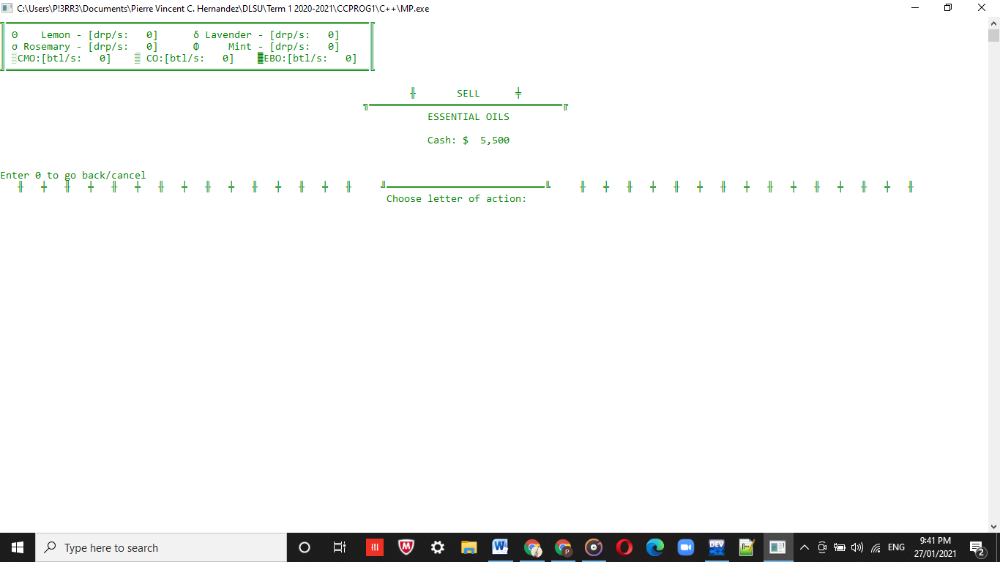 C:\Users\P!3RR3\Documents\Pierre Vincent C. Hernandez\DLSU\Term 1 2020-2021\CCPROG1\C++\MP.exe
Θ Lemon - [drp/s: 0] δ Lavender - [drp/s: 0]
σ Rosemary - [drp/s: 0] Φ Mint - [drp/s: 0]
░CMO:[btl/s: 0] ▒ CO:[btl/s: 0] ▓EBO:[btl/s: 0]
╫ SELL ╪
ESSENTIAL OILS
Cash: $ 5,500
Enter 0 to go back/cancel
Choose letter of action:
Type here to search
W
P
DEV
ENG
9:41 PM
27/01/2021
2